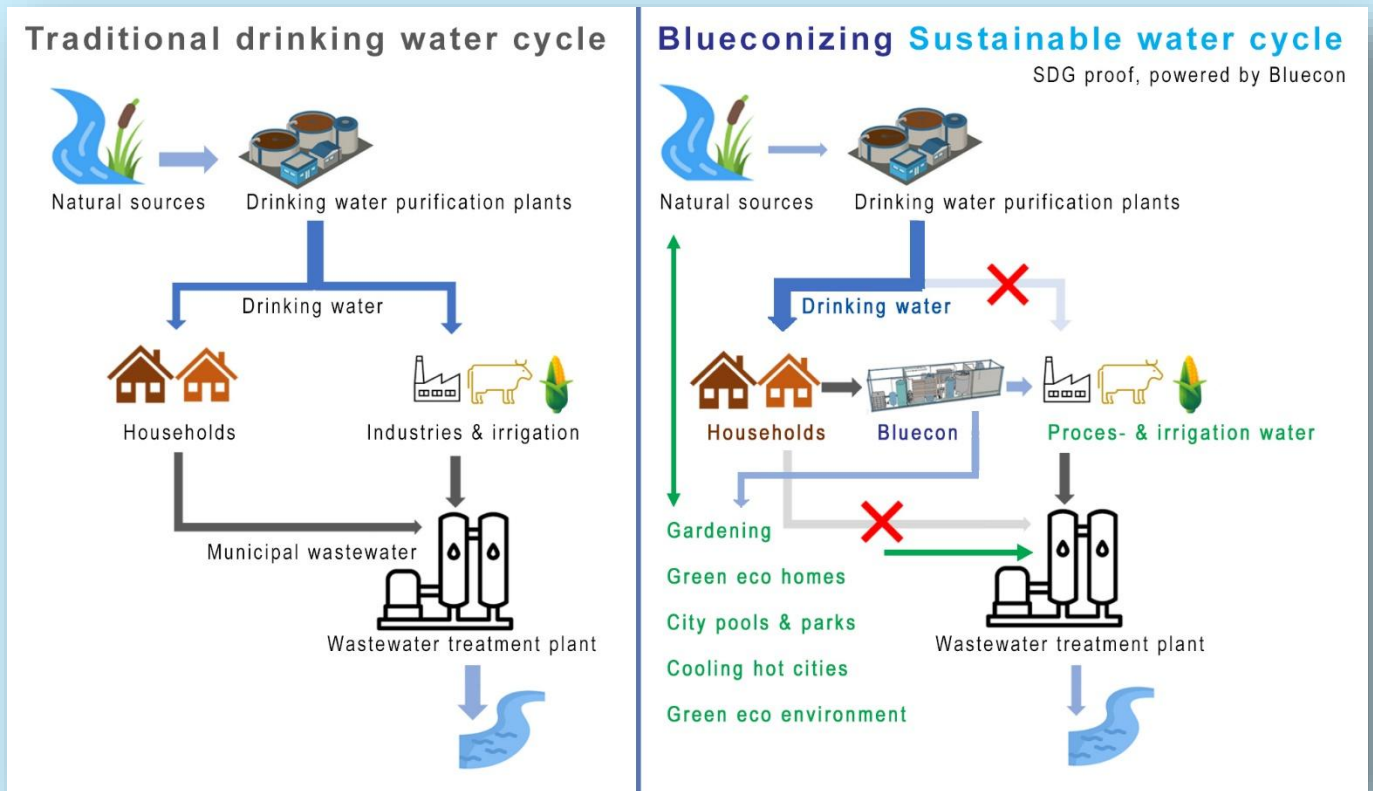 Traditional drinking water cycle
Natural sources
Drinking water purification plants
Drinking water
Households
Industries & irrigation
Municipal wastewater
Wastewater treatment plant
Blueconizing Sustainable water cycle
SDG proof, powered by Bluecon
Natural sources
Drinking water purification plants
Drinking water
Households
Bluecon
Proces- & irrigation water
Gardening
Green eco homes
City pools & parks
Cooling hot cities
Green eco environment
Wastewater treatment plant